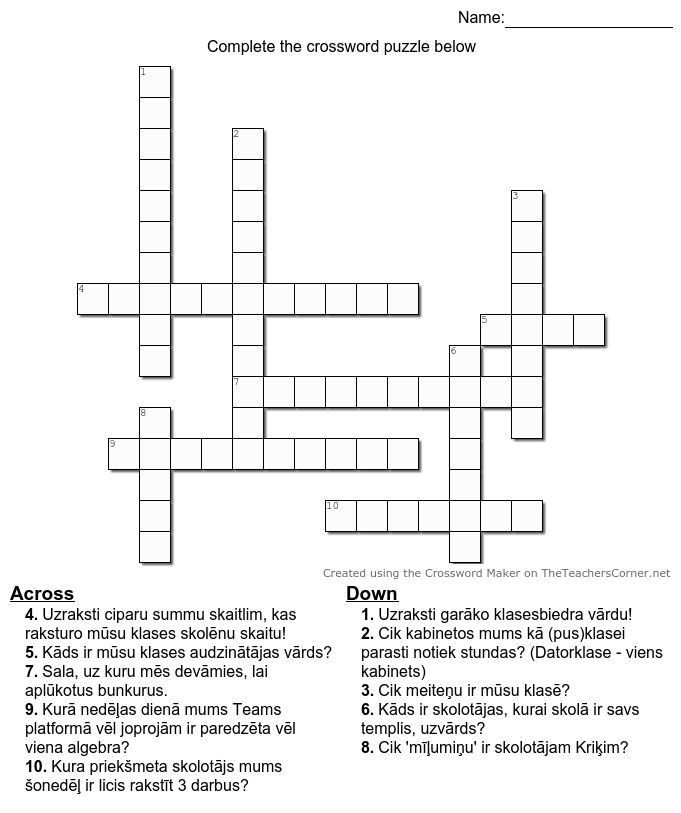 Name:
Complete the crossword puzzle below
1
2
3
4
5
6
7
8
9
10
Created using the Crossword Maker on TheTeachersCorner.net
Across
4. Uzraksti ciparu summu skaitlim, kas
raksturo mūsu klases skolēnu skaitu!
5. Kāds ir mūsu klases audzinātājas vārds?
7. Sala, uz kuru mēs devāmies, lai
aplūkotus bunkurus.
9. Kurā nedēļas dienā mums Teams
platformā vēl joprojām ir paredzēta vēl
viena algebra?
10. Kura priekšmeta skolotājs mums
šonedēļ ir licis rakstīt 3 darbus?
Down
1. Uzraksti garāko klasesbiedra vārdu!
2. Cik kabinetos mums kā (pus)klasei
parasti notiek stundas? (Datorklase - viens
kabinets)
3. Cik meiteņu ir mūsu klasē?
6. Kāds ir skolotājas, kurai skolā ir savs
templis, uzvārds?
8. Cik 'mīļumiņu' ir skolotājam Kriķim?